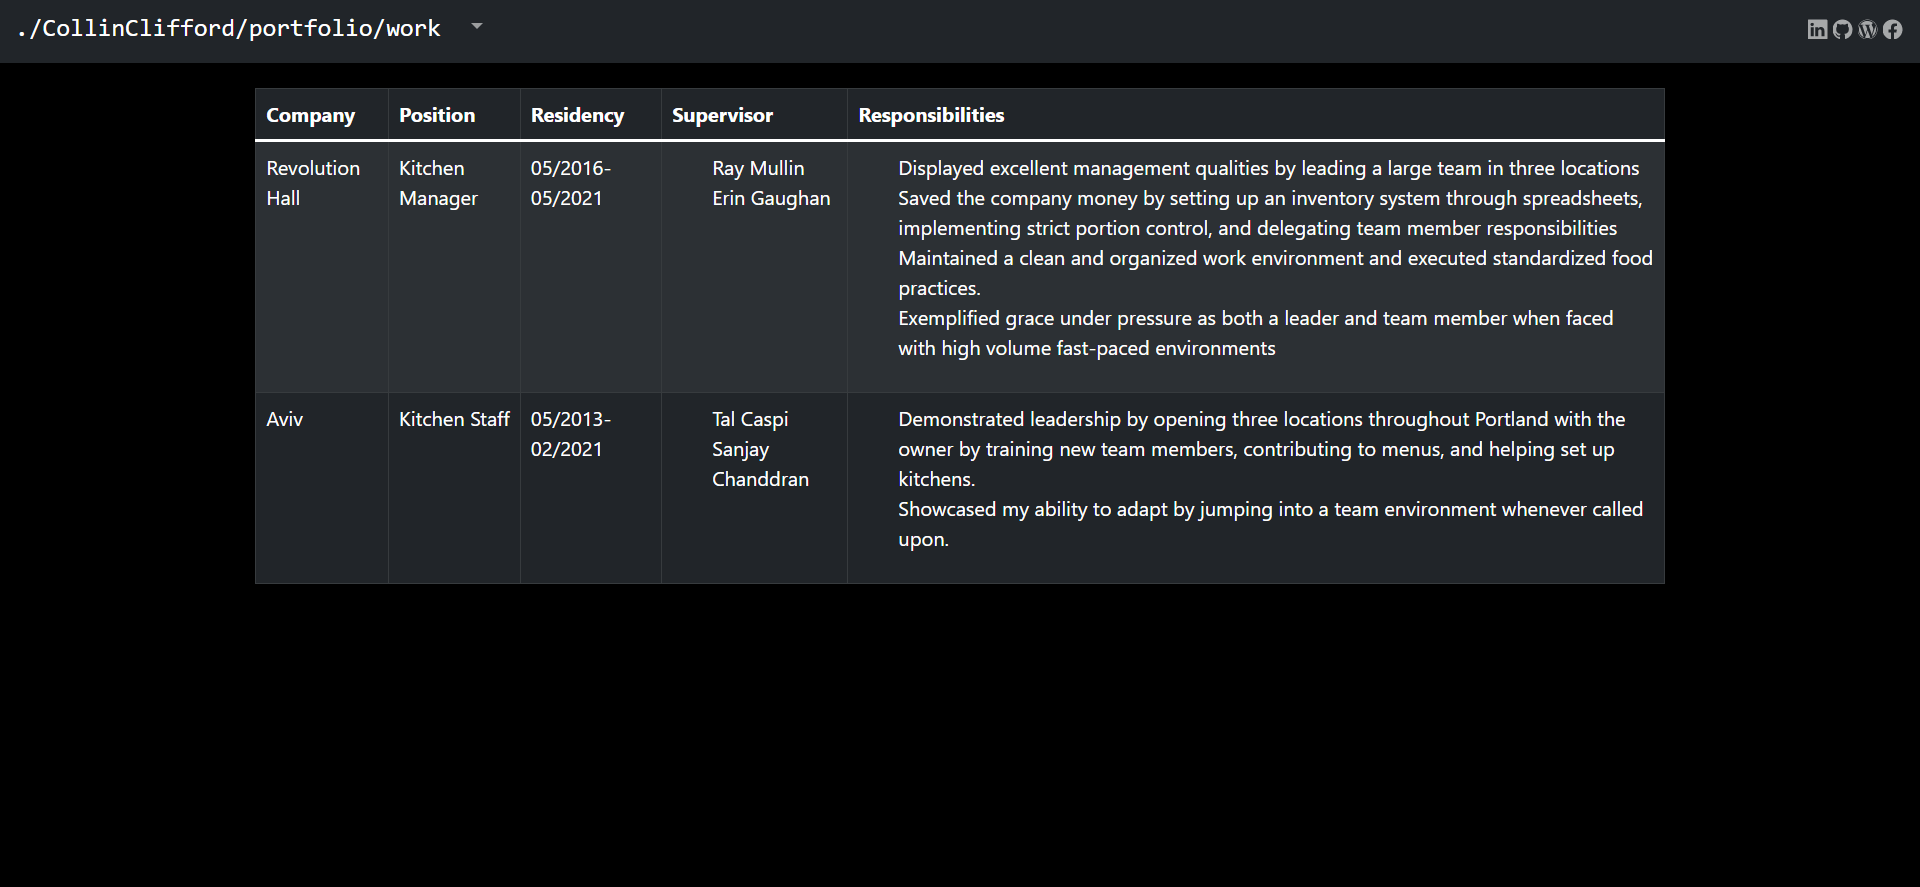 ./CollinClifford/portfolio/work
Company Position Residency Supervisor Responsibilities
Revolution Hall
Kitchen Manager
05/2016-
05/2021
Ray Mullin
Erin Gaughan
Displayed excellent management qualities by leading a large team in three locations
Saved the company money by setting up an inventory system through spreadsheets,
implementing strict portion control, and delegating team member responsibilities
Maintained a clean and organized work environment and executed standardized food
practices.
Exemplified grace under pressure as both a leader and team member when faced
with high volume fast-paced environments
Aviv
Kitchen Staff
05/2013-
02/2021
Tal Caspi
Sanjay
Chanddran
Demonstrated leadership by opening three locations throughout Portland with the
owner by training new team members, contributing to menus, and helping set up
kitchens.
Showcased my ability to adapt by jumping into a team environment whenever called
upon.